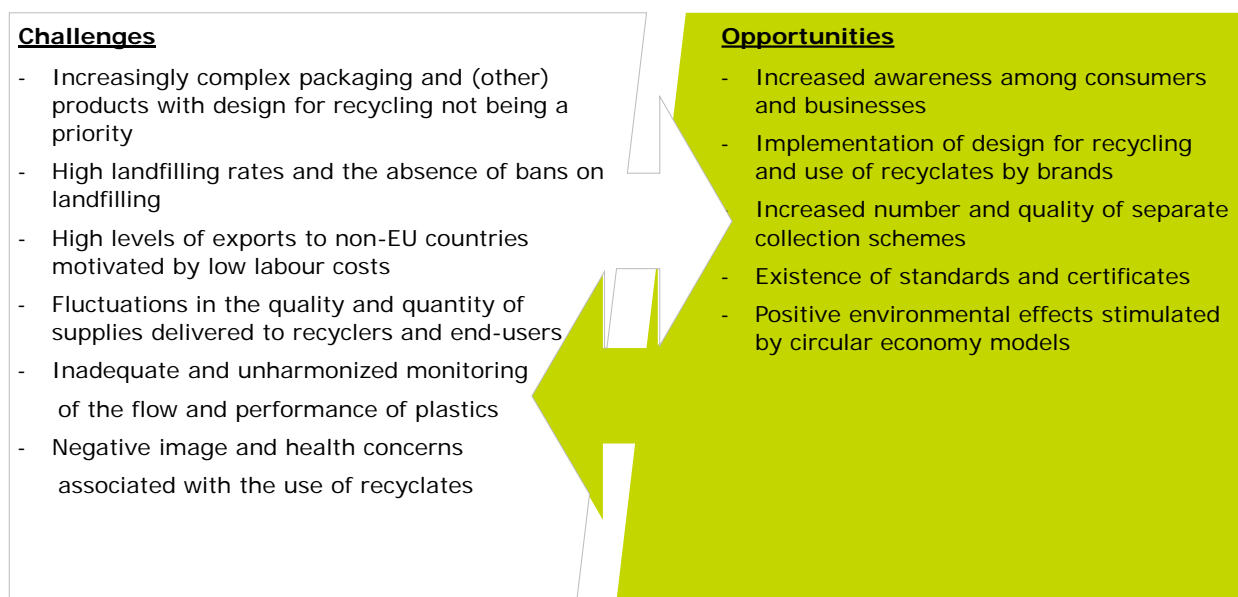 Challenges
- Increasingly complex packaging and (other)
products with design for recycling not being a
priority
- High landfilling rates and the absence of bans on
landfilling
- High levels of exports to non-EU countries
motivated by low labour costs
- Fluctuations in the quality and quantity of
supplies delivered to recyclers and end-users
- Inadequate and unharmonized monitoring
of the flow and performance of plastics
- Negative image and health concerns
associated with the use of recyclates
Opportunities
- Increased awareness among consumers
and businesses
- Implementation of design for recycling
and use of recyclates by brands
Increased number and quality of separate
collection schemes
- Existence of standards and certificates
- Positive environmental effects stimulated
by circular economy models